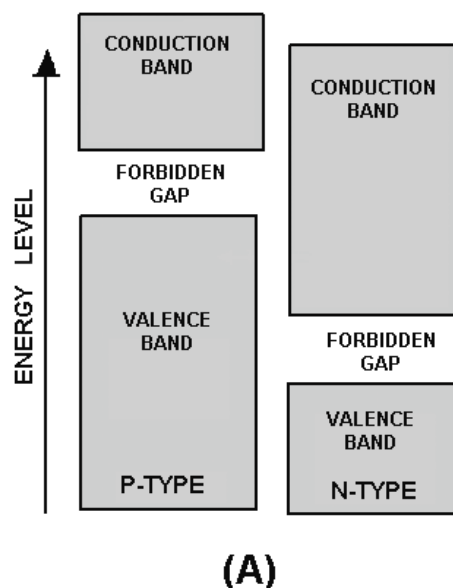 CONDUCTION
BAND
FORBIDDEN
GAP
VALENCE
BAND
P-TYPE
CONDUCTION
BAND
FORBIDDEN
GAP
VALENCE
BAND
N-TYPE
ENERGY LEVEL
(A)